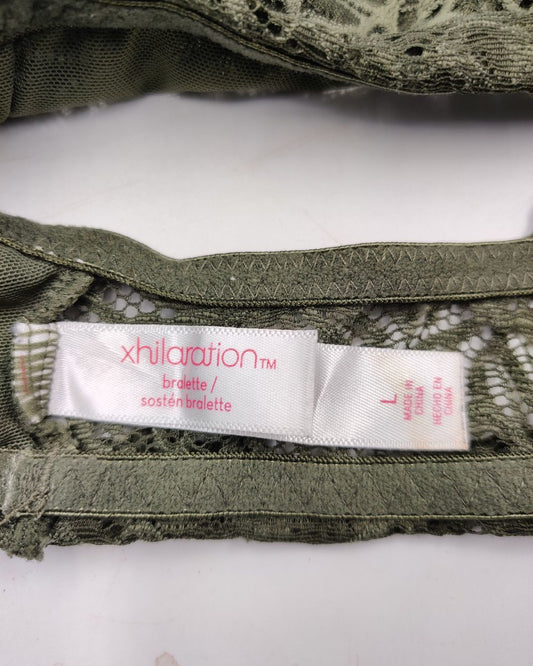 xhilaration™
bralette /
sostén bralette
L
MADE IN
CHINA
HECHO EN
CHINA